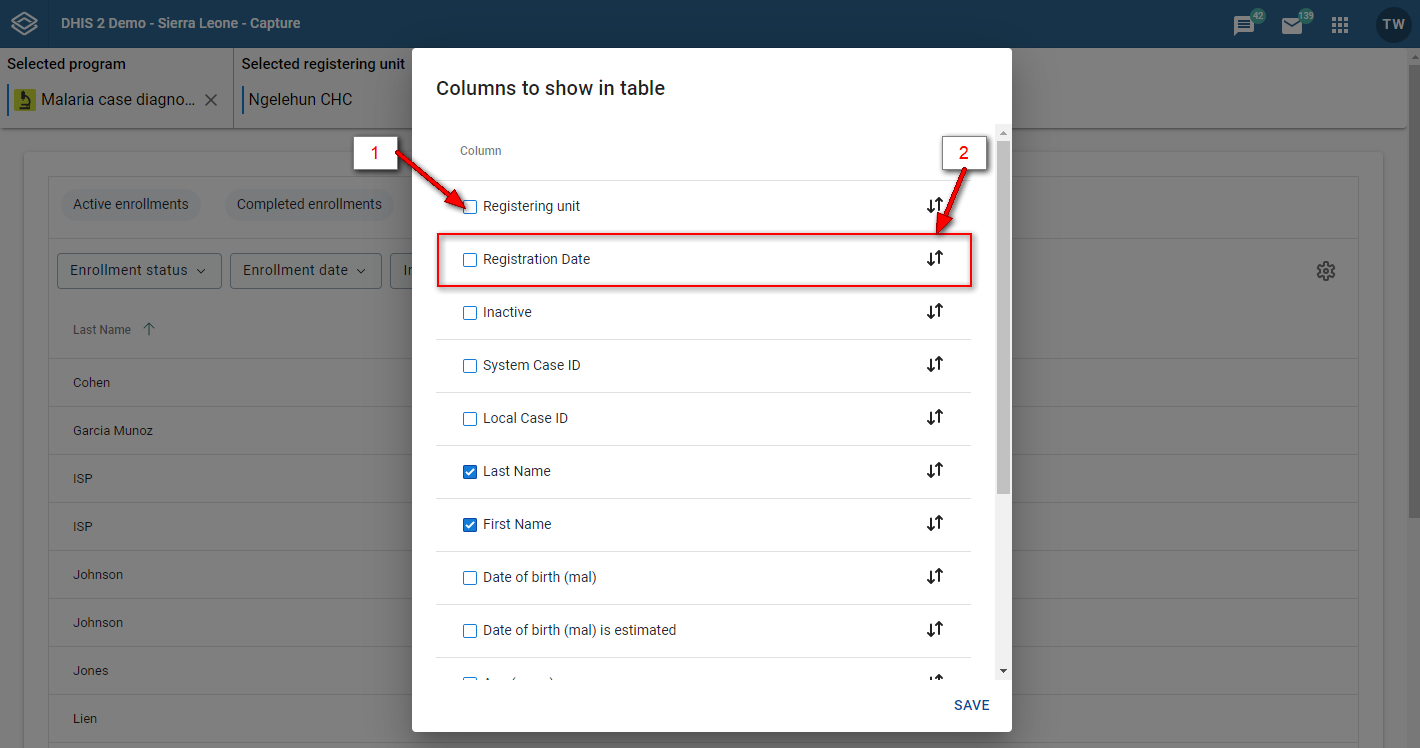 DHIS 2 Demo - Sierra Leone - Capture
42
139
TW
Selected program
Malaria case diagno...
Selected registering unit
Ngelehun CHC
Active enrollments
Completed enrollments
Enrollment status
Enrollment date
Last Name
Cohen
Garcia Munoz
ISP
ISP
Johnson
Johnson
Jones
Lien
Columns to show in table
Column
1
2
Registering unit
Registration Date
Inactive
System Case ID
Local Case ID
Last Name
First Name
Date of birth (mal)
Date of birth (mal) is estimated
SAVE